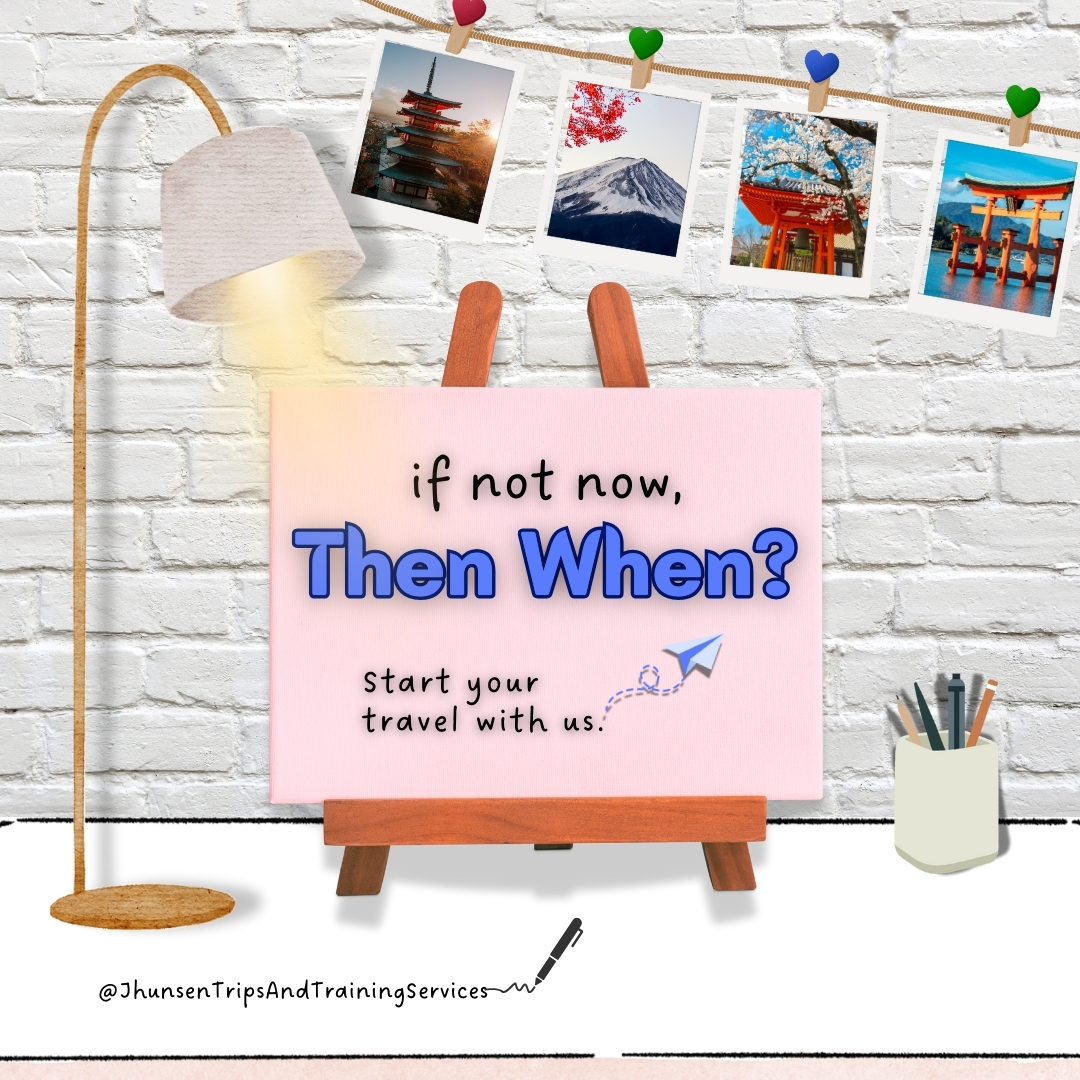 if not now,
Then When?
Start your
travel with us.
@JhunsenTripsAndTrainingServices